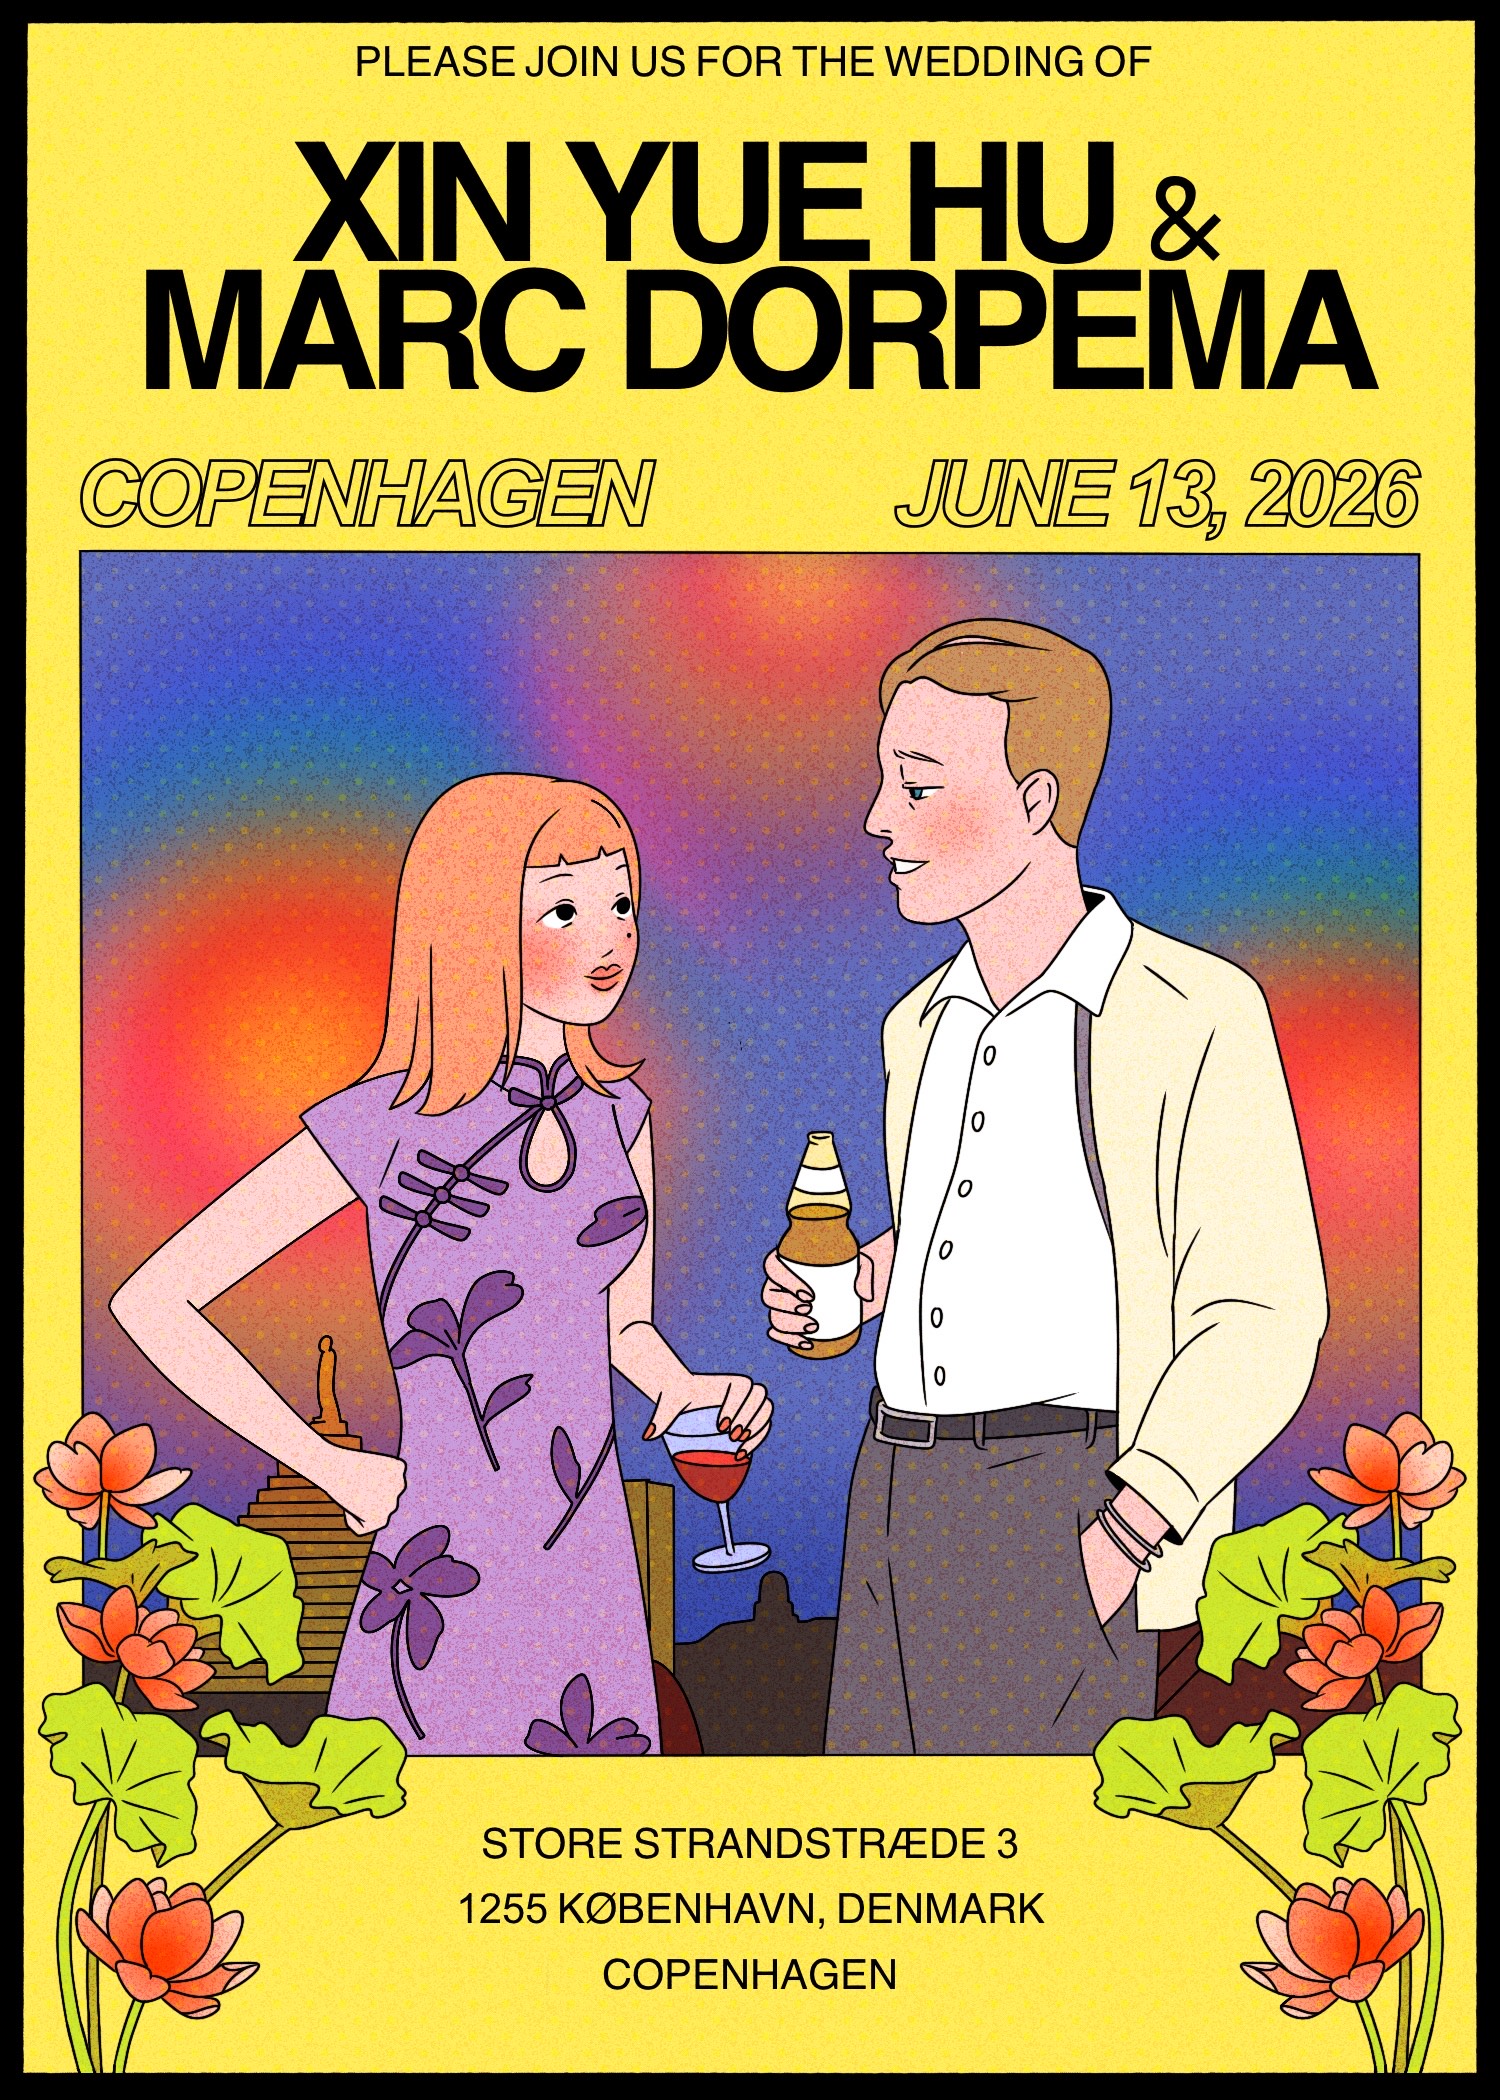 PLEASE JOIN US FOR THE WEDDING OF
XIN YUE HU &
MARC DORPEMA
COPENHAGEN
JUNE 13, 2026
STORE STRANDSTRÆDE 3
1255 KØBENHAVN, DENMARK
COPENHAGEN